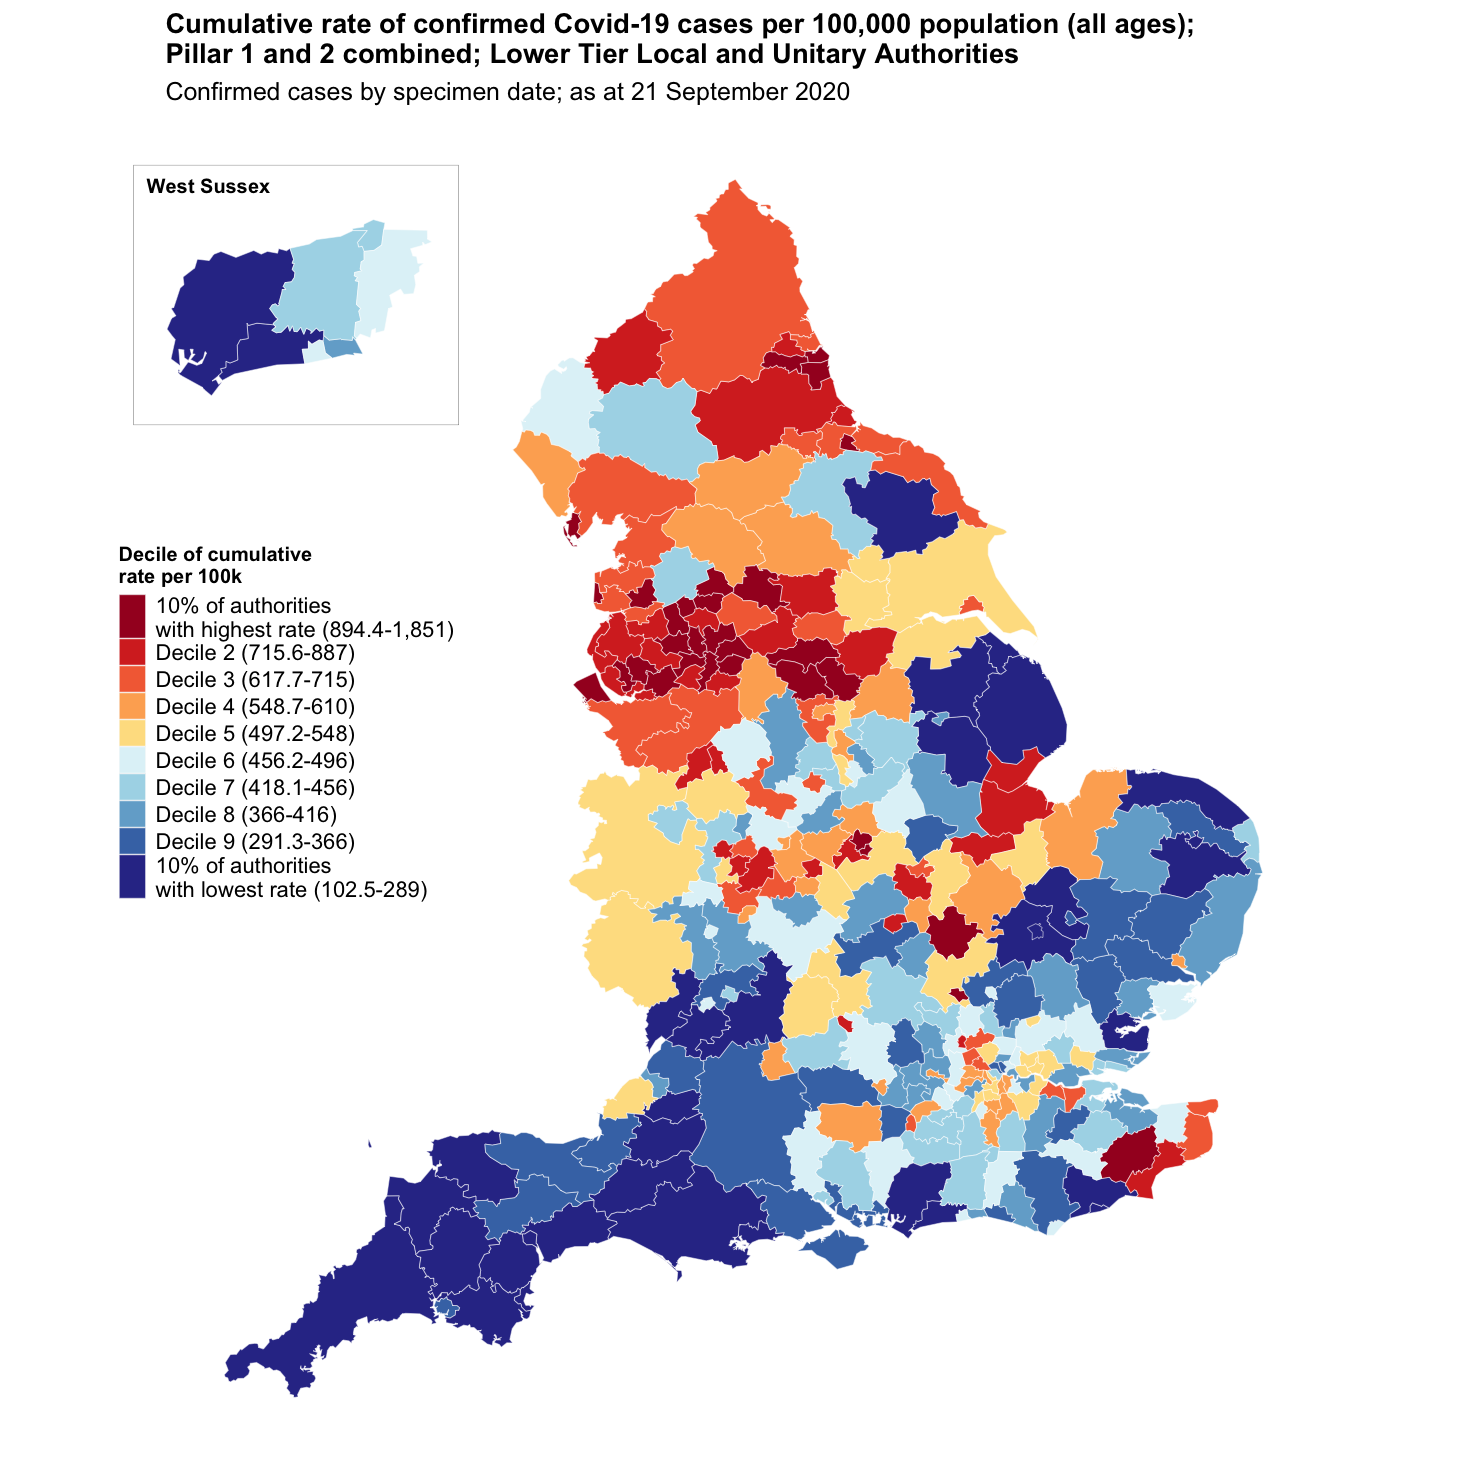 Cumulative rate of confirmed Covid-19 cases per 100,000 population (all ages);
Pillar 1 and 2 combined; Lower Tier Local and Unitary Authorities
Confirmed cases by specimen date; as at 21 September 2020
West Sussex
Decile of cumulative
rate per 100k
10% of authorities
with highest rate (894.4-1,851)
Decile 2 (715.6-887)
Decile 3 (617.7-715)
Decile 4 (548.7-610)
Decile 5 (497.2-548)
Decile 6 (456.2-496)
Decile 7 (418.1-456)
Decile 8 (366-416)
Decile 9 (291.3-366)
10% of authorities
with lowest rate (102.5-289)